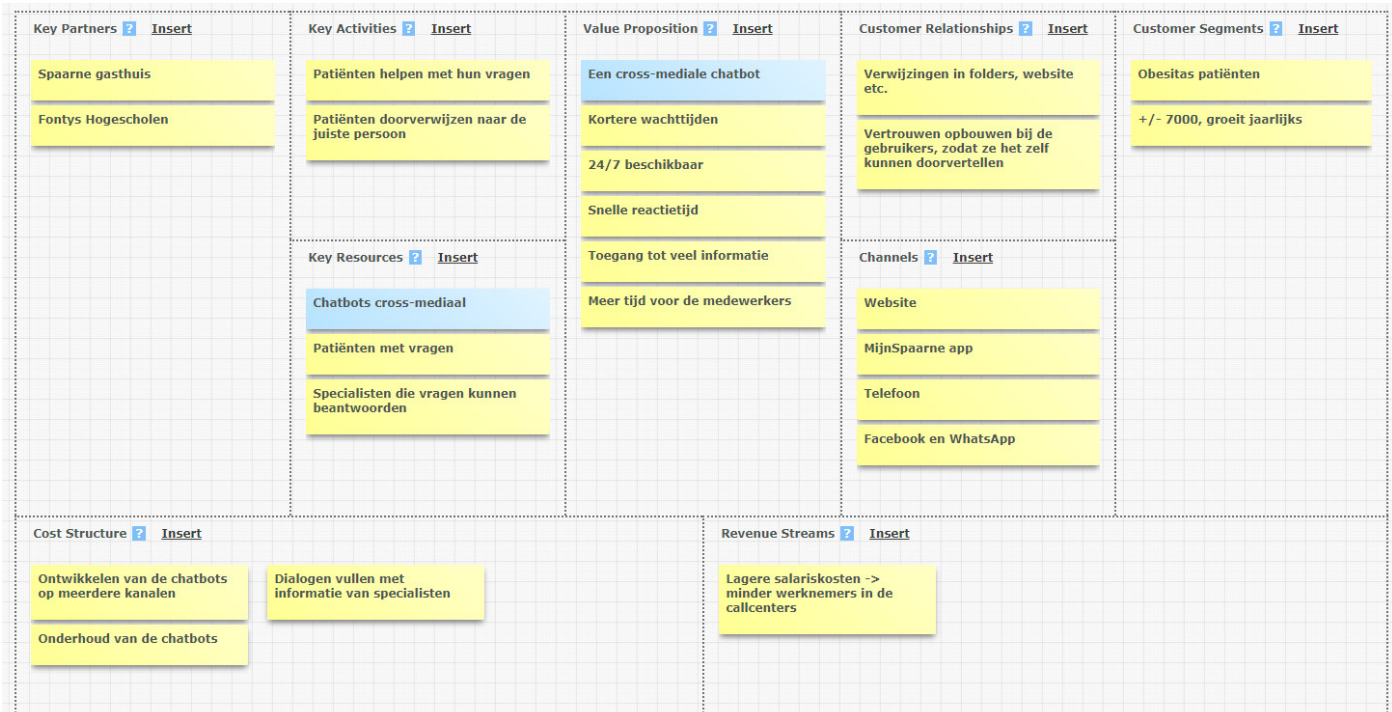 Key Partners ? Insert
Spaarne gasthuis
Fontys Hogescholen
Key Activities ? Insert
Patiënten helpen met hun vragen
Patiënten doorverwijzen naar de
juiste persoon
Key Resources ? Insert
Chatbots cross-mediaal
Patiënten met vragen
Specialisten die vragen kunnen
beantwoorden
Value Proposition ? Insert
Een cross-mediale chatbot
Kortere wachttijden
24/7 beschikbaar
Snelle reactietijd
Toegang tot veel informatie
Meer tijd voor de medewerkers
Customer Relationships ? Insert
Verwijzingen in folders, website
etc.
Vertrouwen opbouwen bij de
gebruikers, zodat ze het zelf
kunnen doorvertellen
Channels ? Insert
Website
MijnSpaarne app
Telefoon
Facebook en WhatsApp
Customer Segments ? Insert
Obesitas patiënten
+/- 7000, groeit jaarlijks
Cost Structure ? Insert
Ontwikkelen van de chatbots
op meerdere kanalen
Onderhoud van de chatbots
Dialogen vullen met
informatie van specialisten
Revenue Streams ? Insert
Lagere salariskosten ->
minder werknemers in de
callcenters